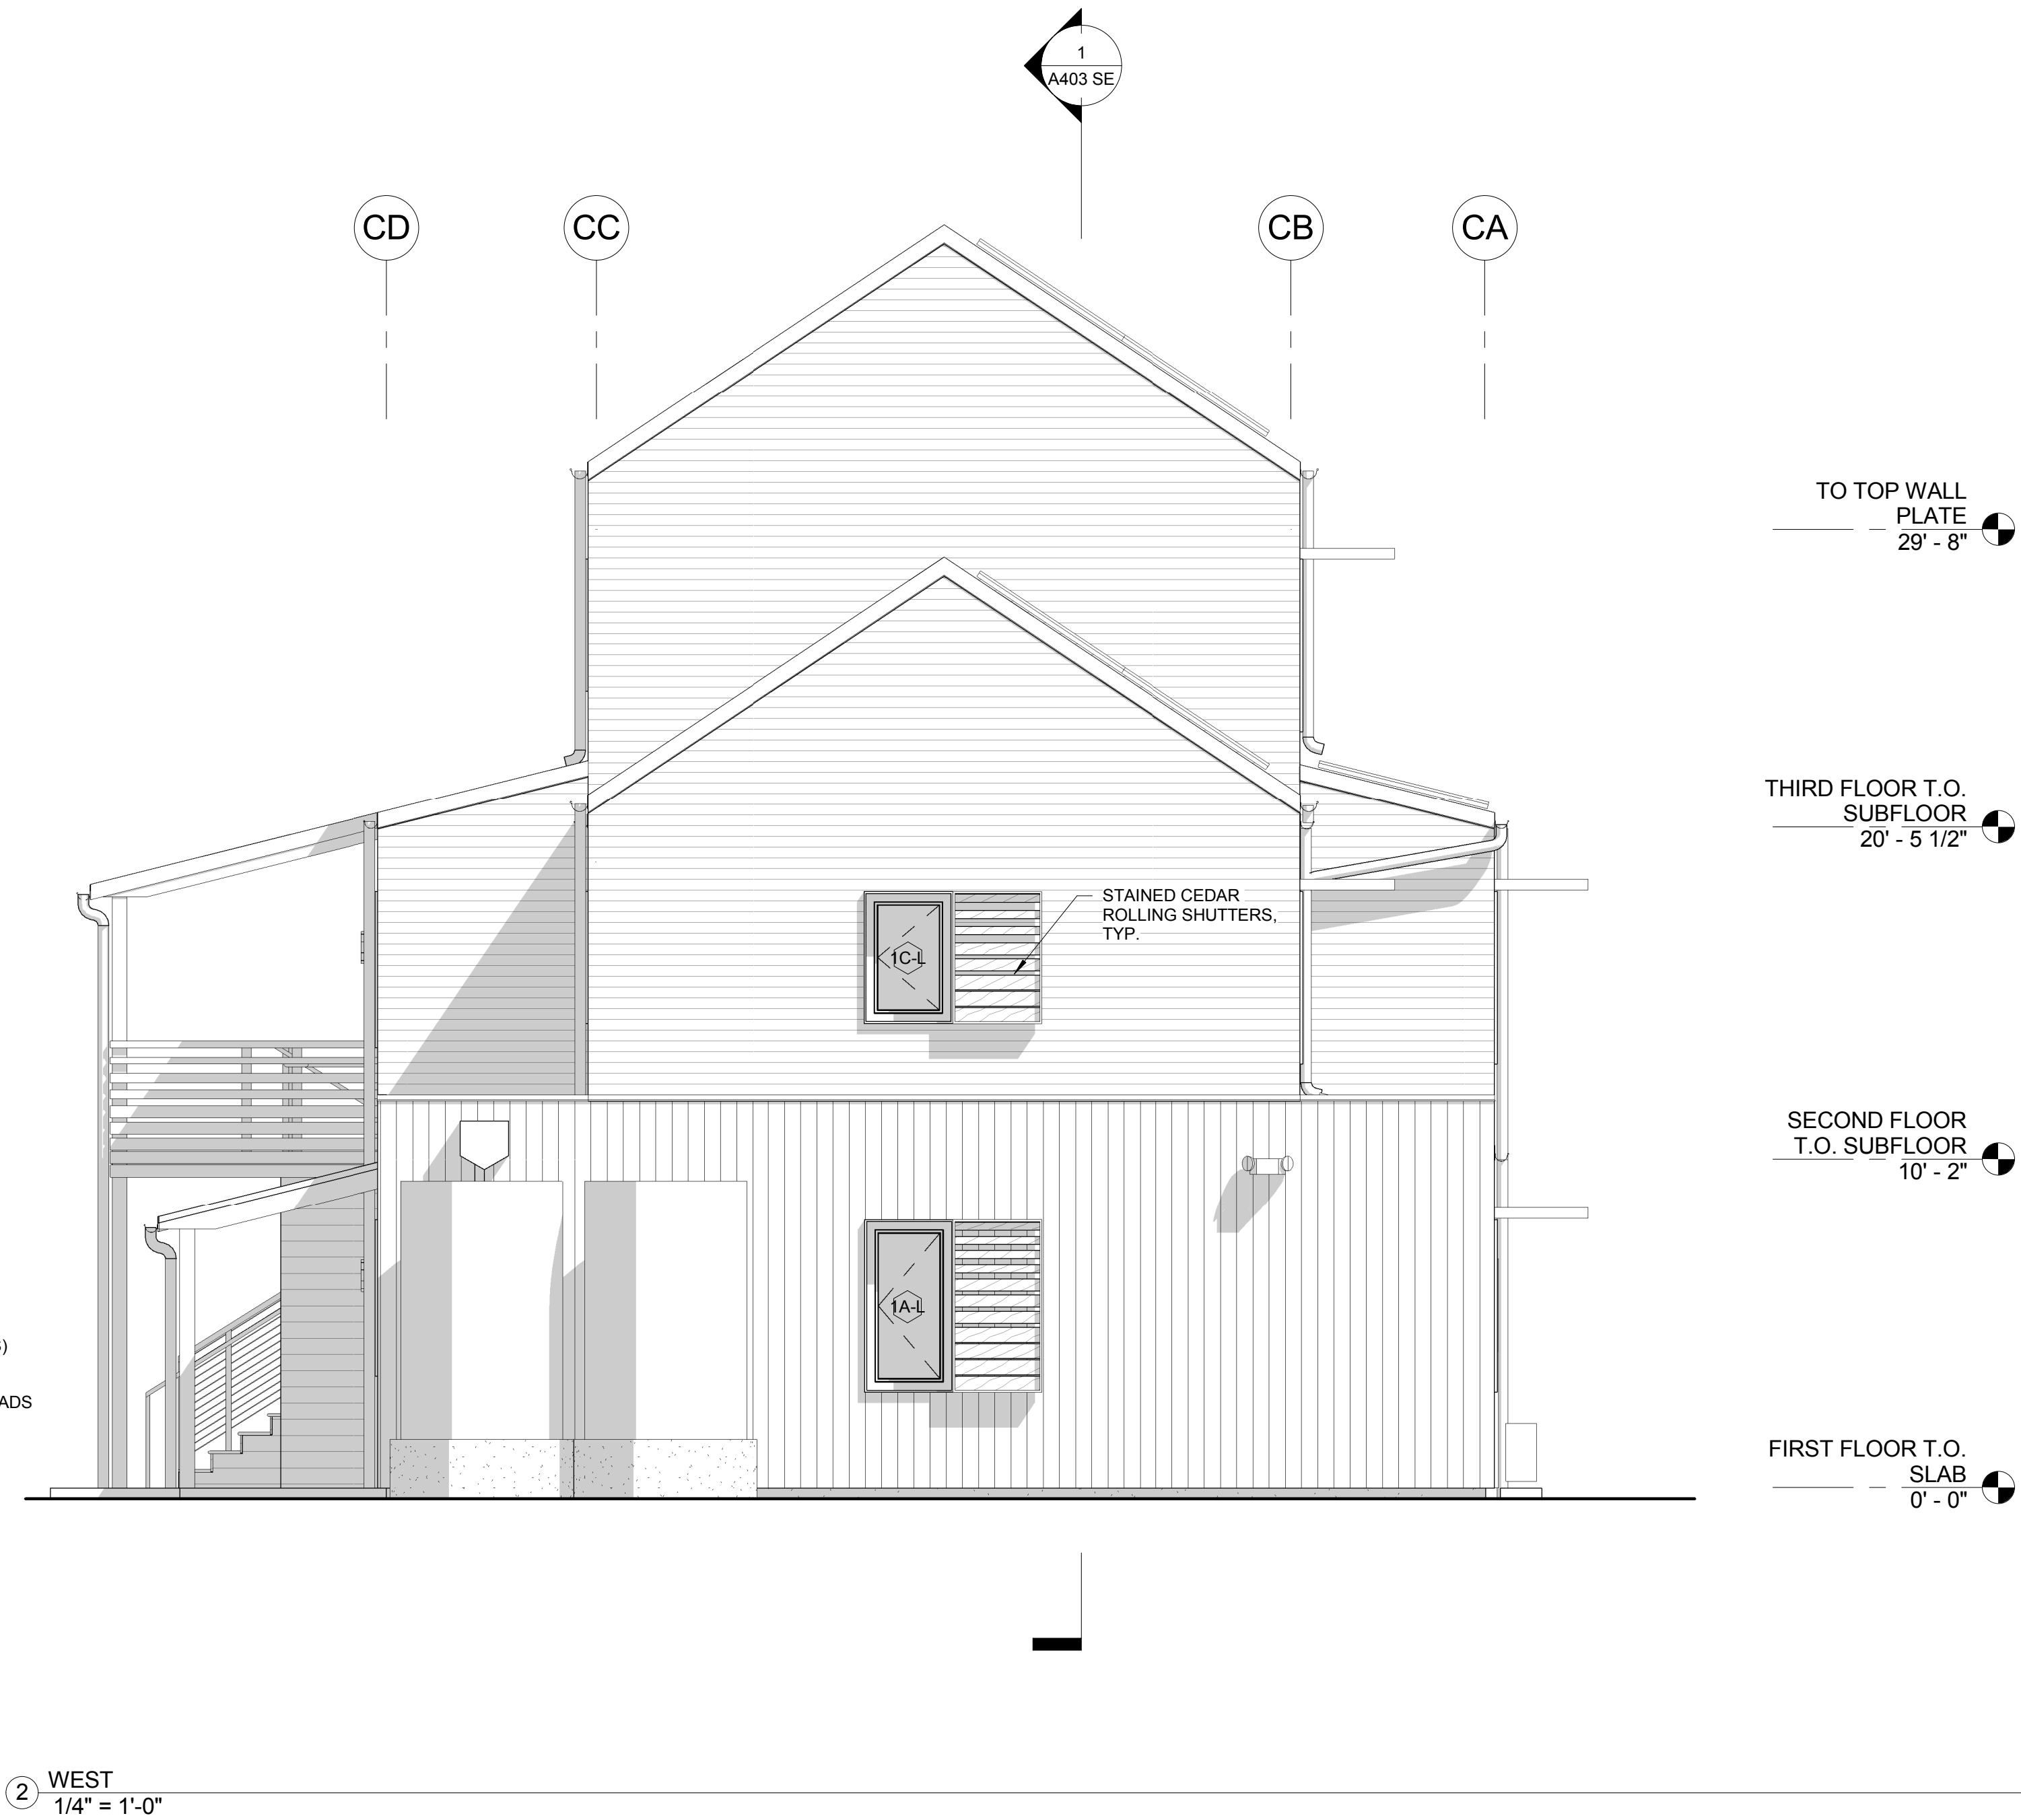 1
A403 SE
CD
CC
CB
CA
TO TOP WALL
PLATE
29' - 8"
THIRD FLOOR T.O.
SUBFLOOR
20' - 5 1/2"
STAINED CEDAR
ROLLING SHUTTERS,
TYP.
1C-L
SECOND FLOOR
T.O. SUBFLOOR
10' - 2"
1A-L
ADS
FIRST FLOOR T.O.
SLAB
0' - 0"
2
WEST
1/4" = 1'-0"